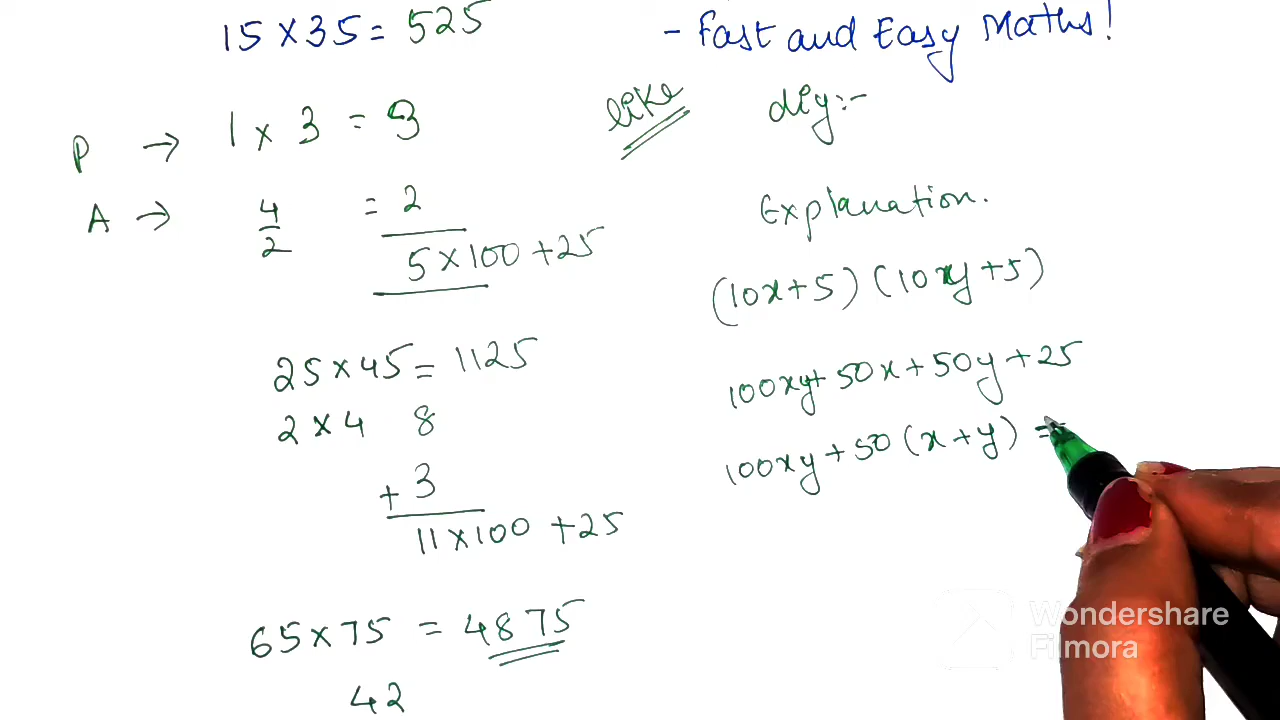 15 × 35 = 525
P → 1 × 3 = 3
A → 4/2 = 2
5 × 100 + 25
25 × 45 = 1125
2 × 4 8
+ 3
11 × 100 + 25
65 × 75 = 4875
42
- Fast and Easy Maths!
like
diy:-
Explanation.
(10x+5) (10xy+5)
100xy + 50x + 50y + 25
100xy + 50 (x + y)
Wondershare
Filmora